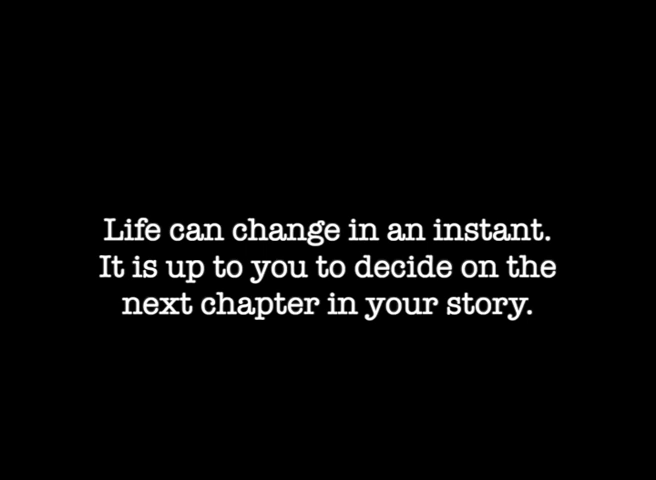 Life can change in an instant.
It is up to you to decide on the
next chapter in your story.